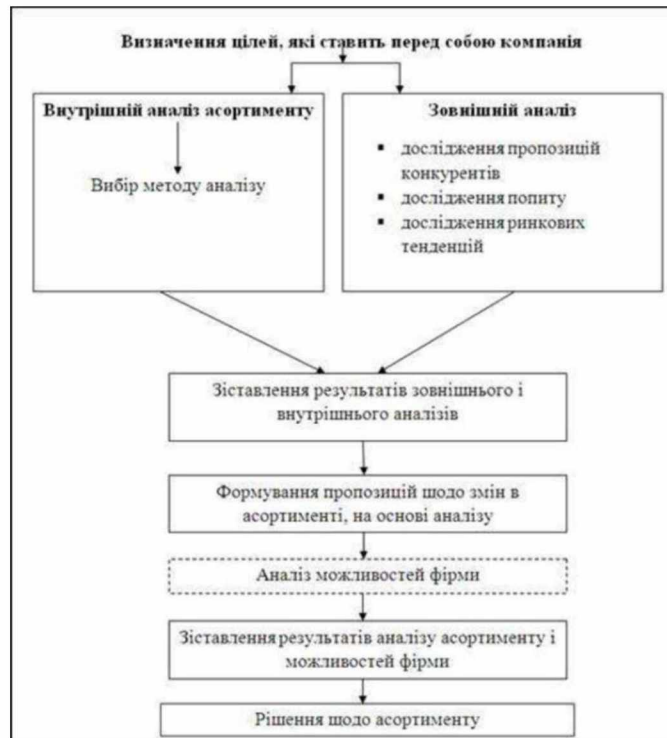 Визначення цілей, які ставить перед собою компанія
Внутрішній аналіз асортименту
Вибір методу аналізу
Зовнішній аналіз
▪ дослідження пропозицій
конкурентів
▪ дослідження попиту
▪ дослідження ринкових
тенденцій
Зіставлення результатів зовнішнього і
внутрішнього аналізів
Формування пропозицій щодо змін в
асортименті, на основі аналізу
Аналіз можливостей фірми
Зіставлення результатів аналізу асортименту і
можливостей фірми
Рішення щодо асортименту